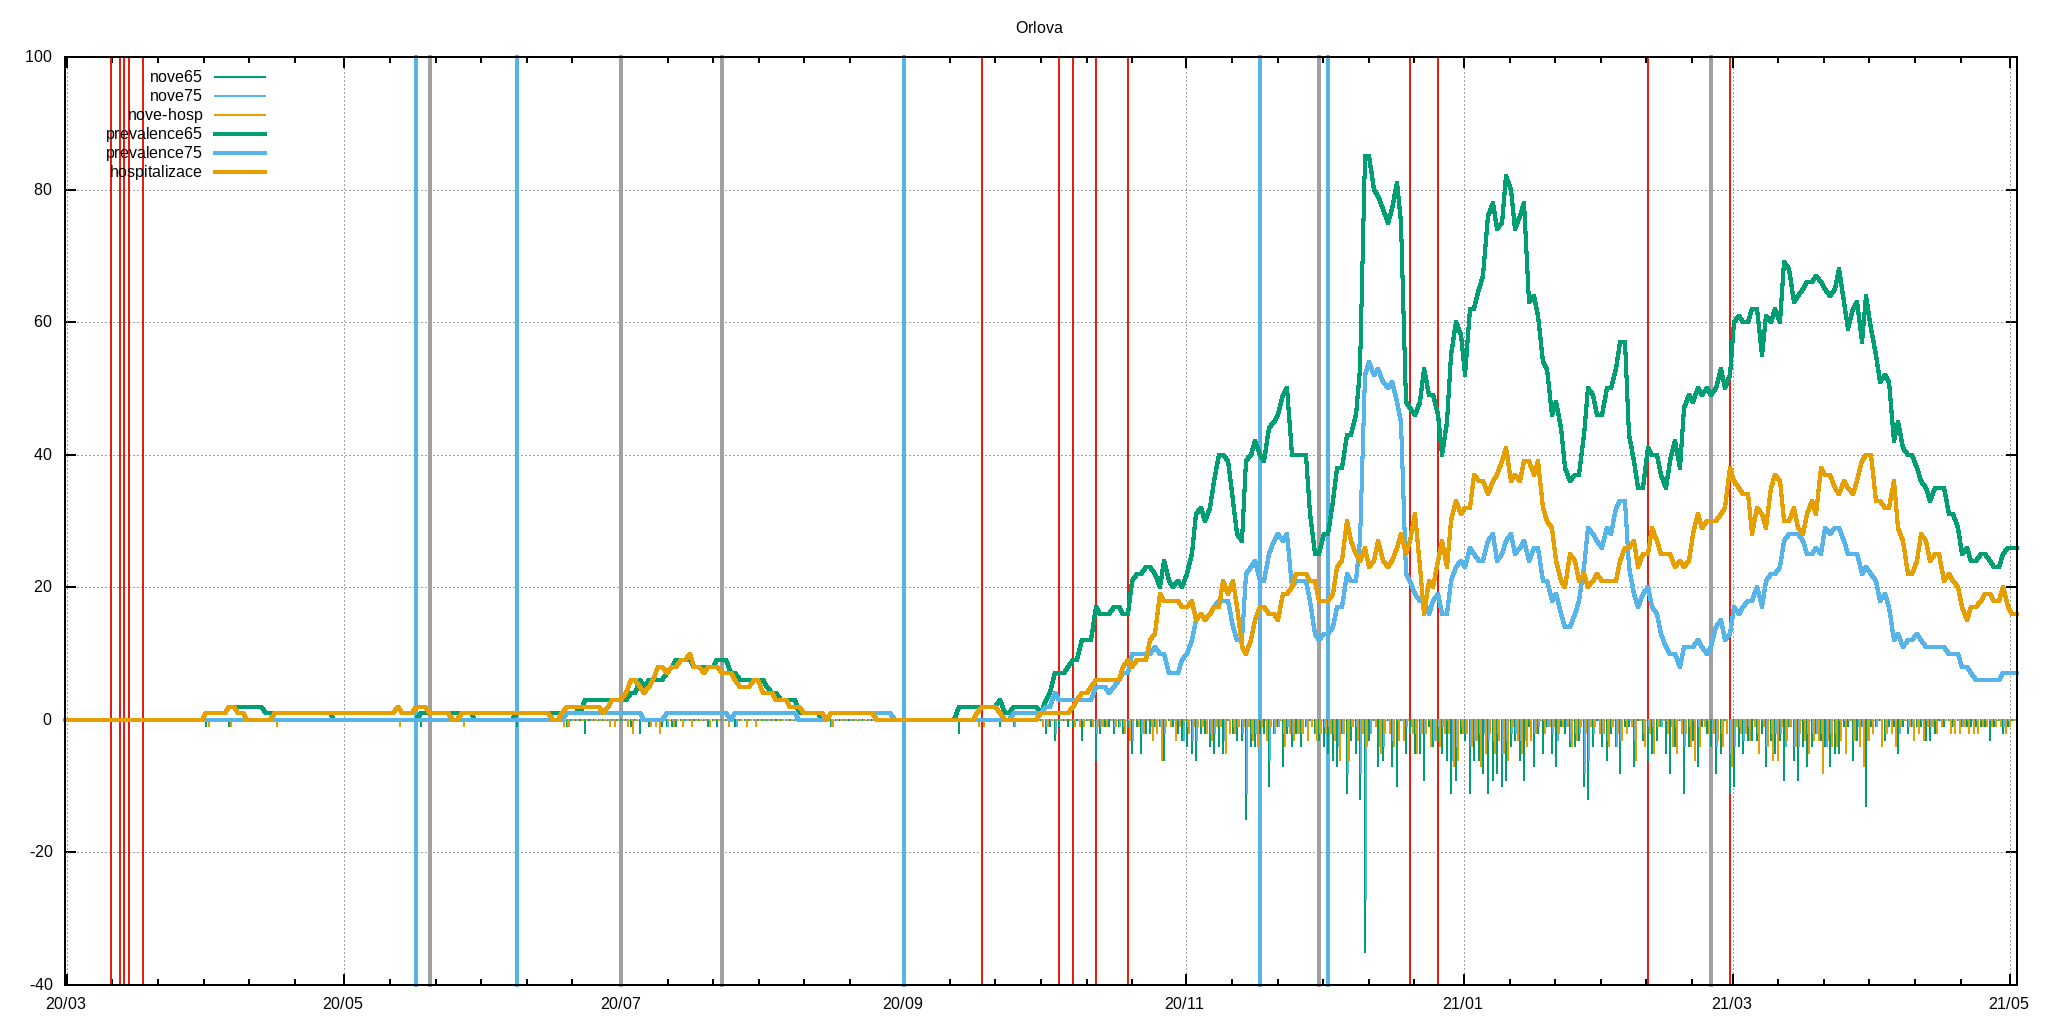 Orlova
100
80
60
40
20
0
-20
-40
nove65
nove75
nove-hosp
prevalence65
prevalence75
hospitalizace
20/03 20/05 20/07 20/09 20/11 21/01 21/03 21/05